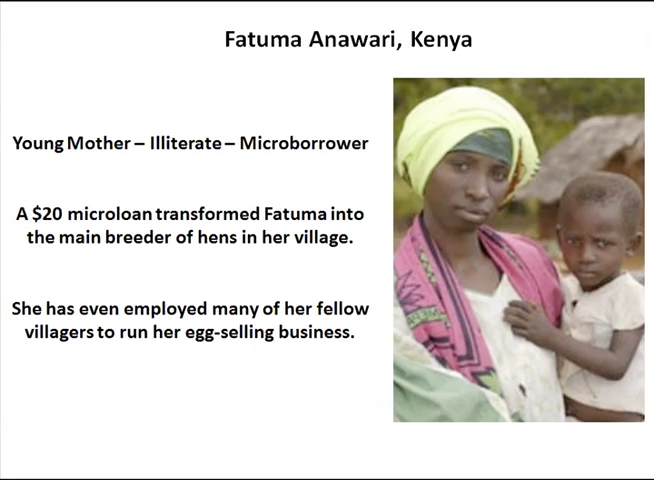 Fatuma Anawari, Kenya
Young Mother – Illiterate – Microborrower
A $20 microloan transformed Fatuma into
the main breeder of hens in her village.
She has even employed many of her fellow
villagers to run her egg-selling business.